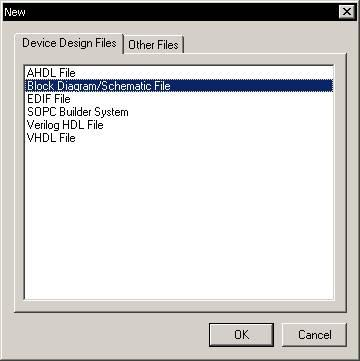 New
Device Design Files
Other Files
AHDL File
Block Diagram/Schematic File
EDIF File
SOPC Builder System
Verilog HDL File
VHDL File
OK
Cancel